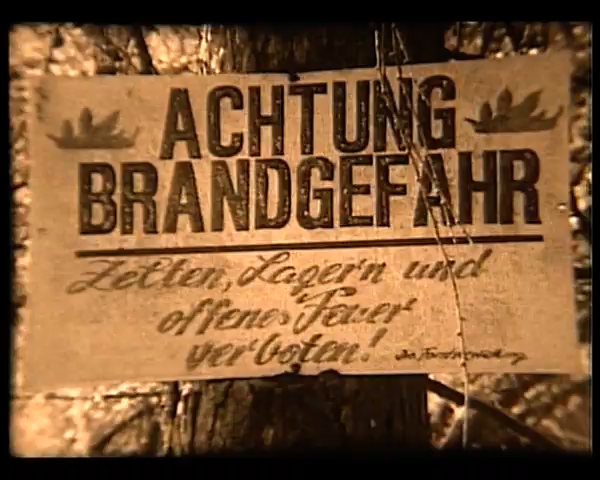 ACHTUNG
BRANDGEFAHR
Zelten, Lagern und
offenes Feuer
verboten!